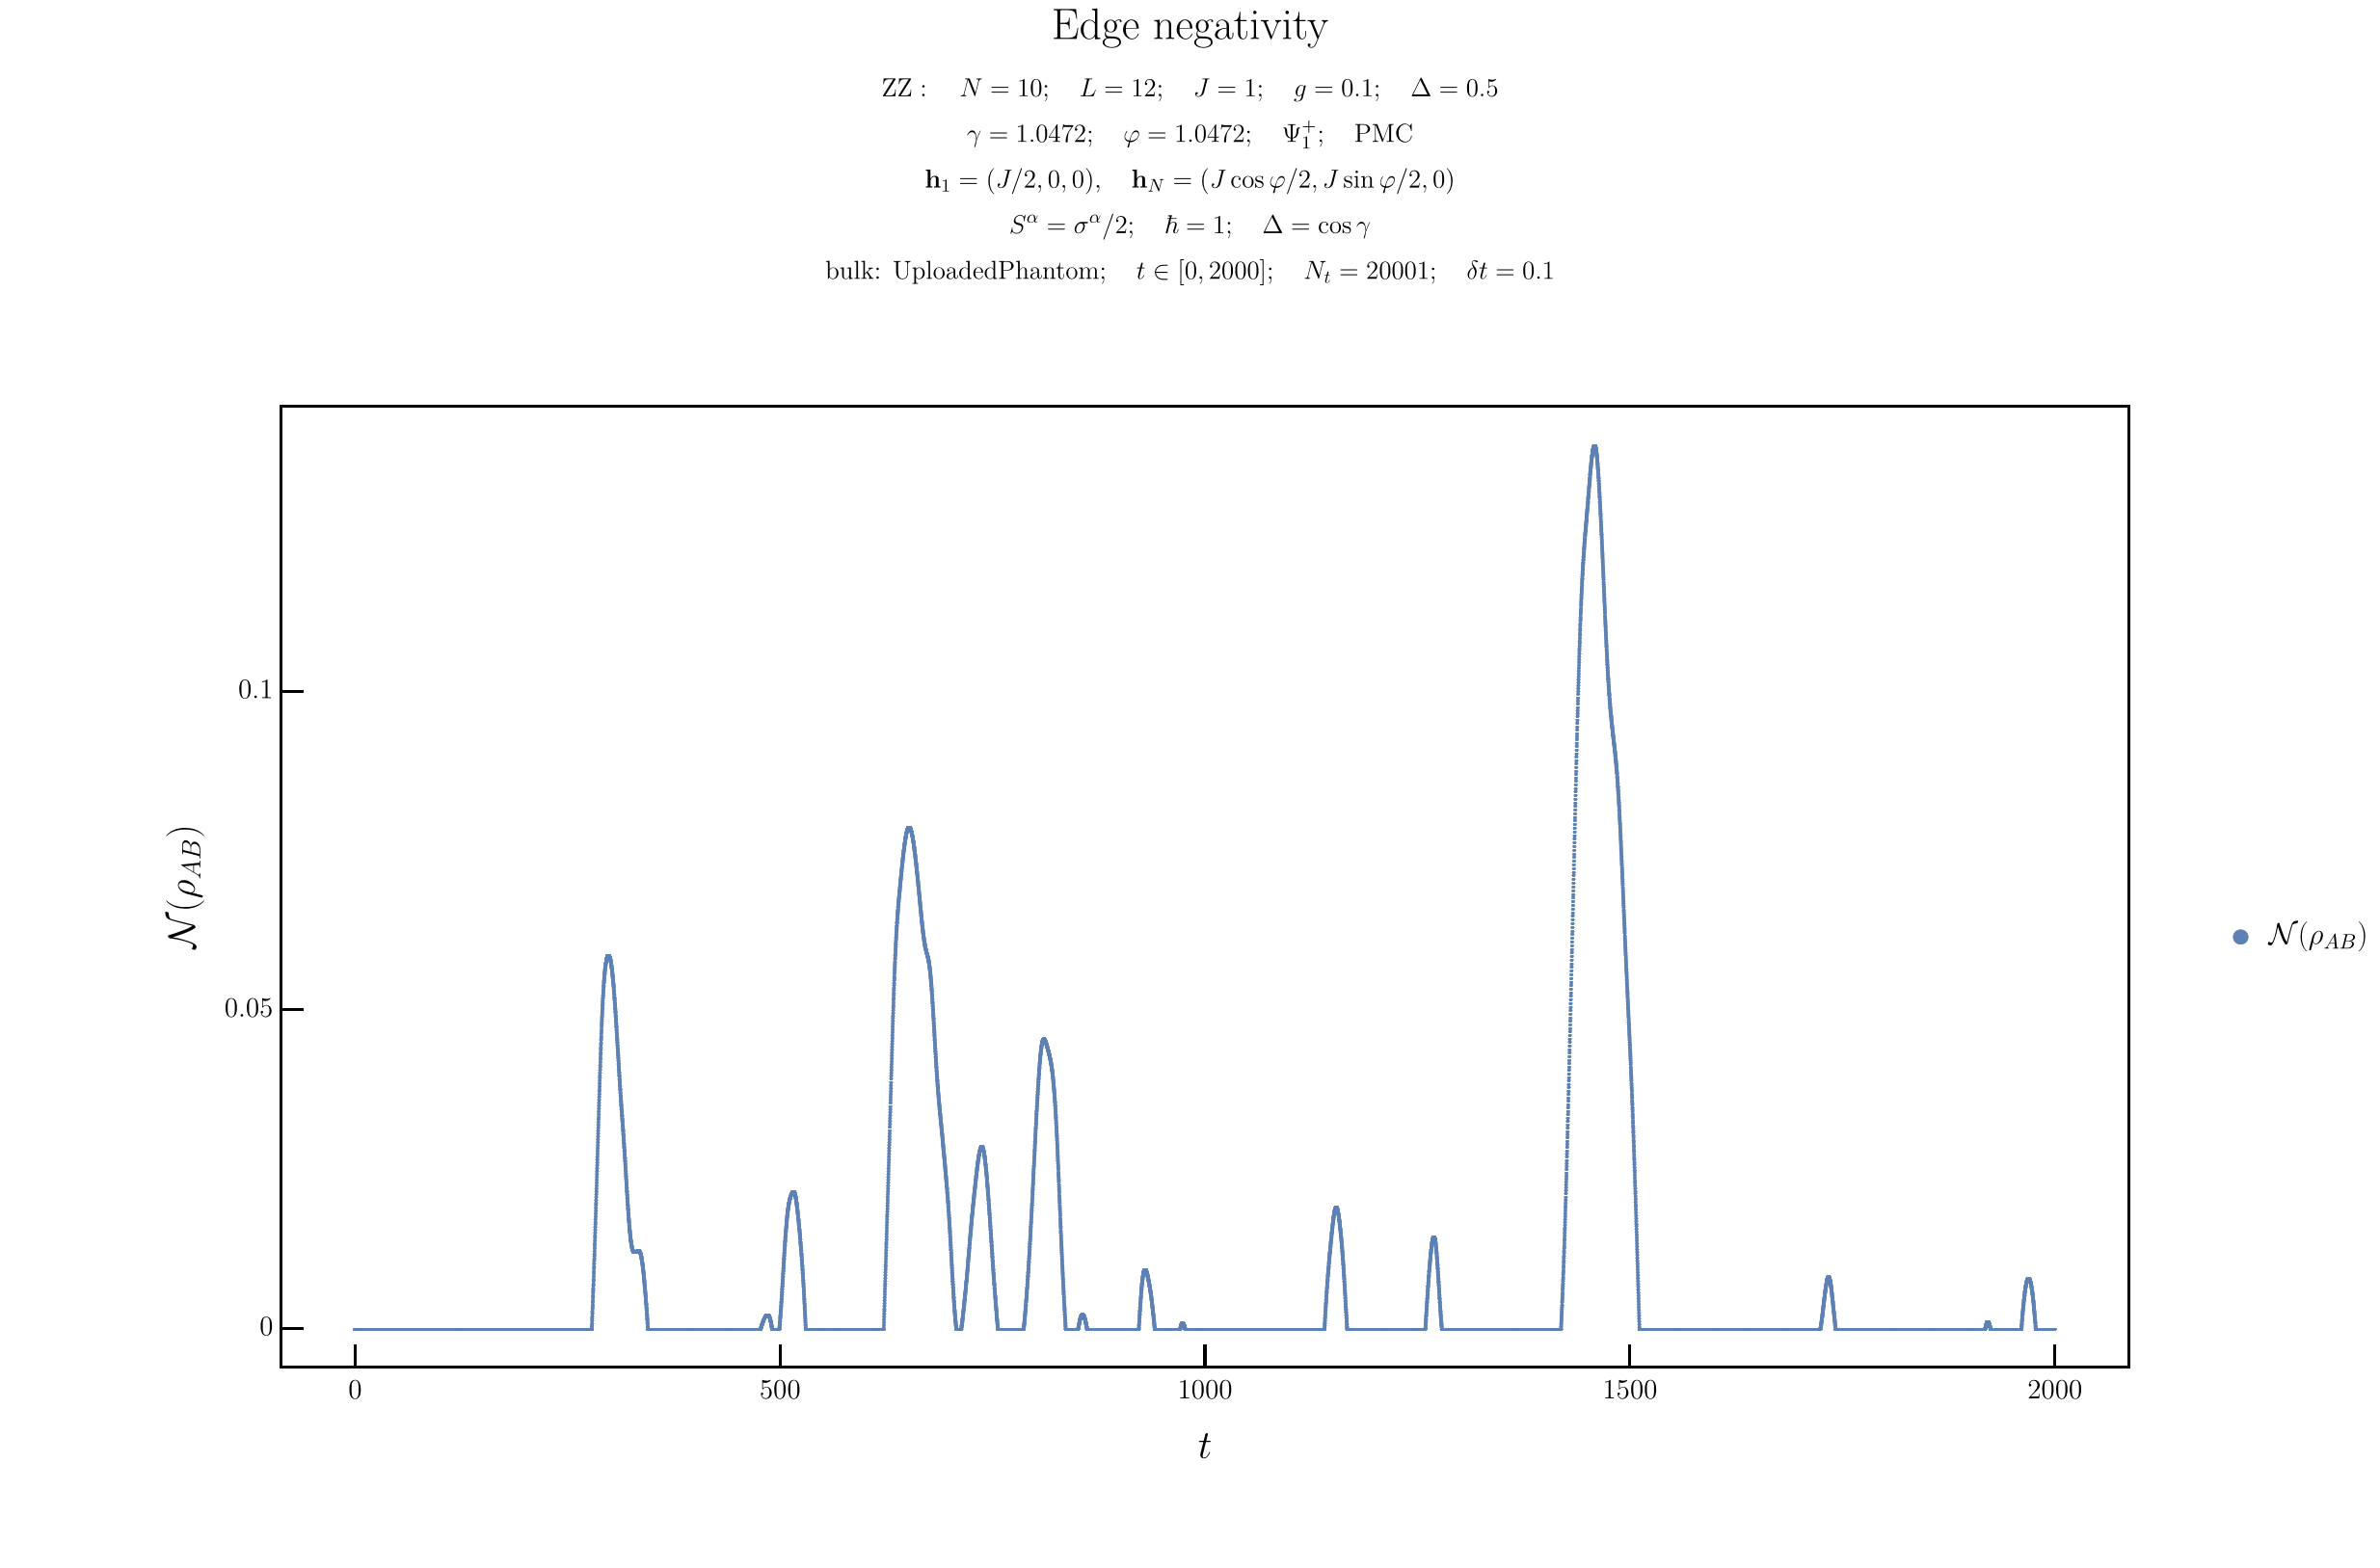 Edge negativity
ZZ : N = 10; L = 12; J = 1; g = 0.1; Δ = 0.5
γ = 1.0472; φ = 1.0472; Ψ₁⁺; PMC
𝐡₁ = (J/2, 0, 0), 𝐡_N = (J cos φ/2, J sin φ/2, 0)
S^α = σ^α/2; ℏ = 1; Δ = cos γ
bulk: UploadedPhantom; t ∈ [0, 2000]; N_t = 20001; δt = 0.1
𝒩(ρ_AB)
0.1
0.05
0
0 500 1000 1500 2000
t
𝒩(ρ_AB)